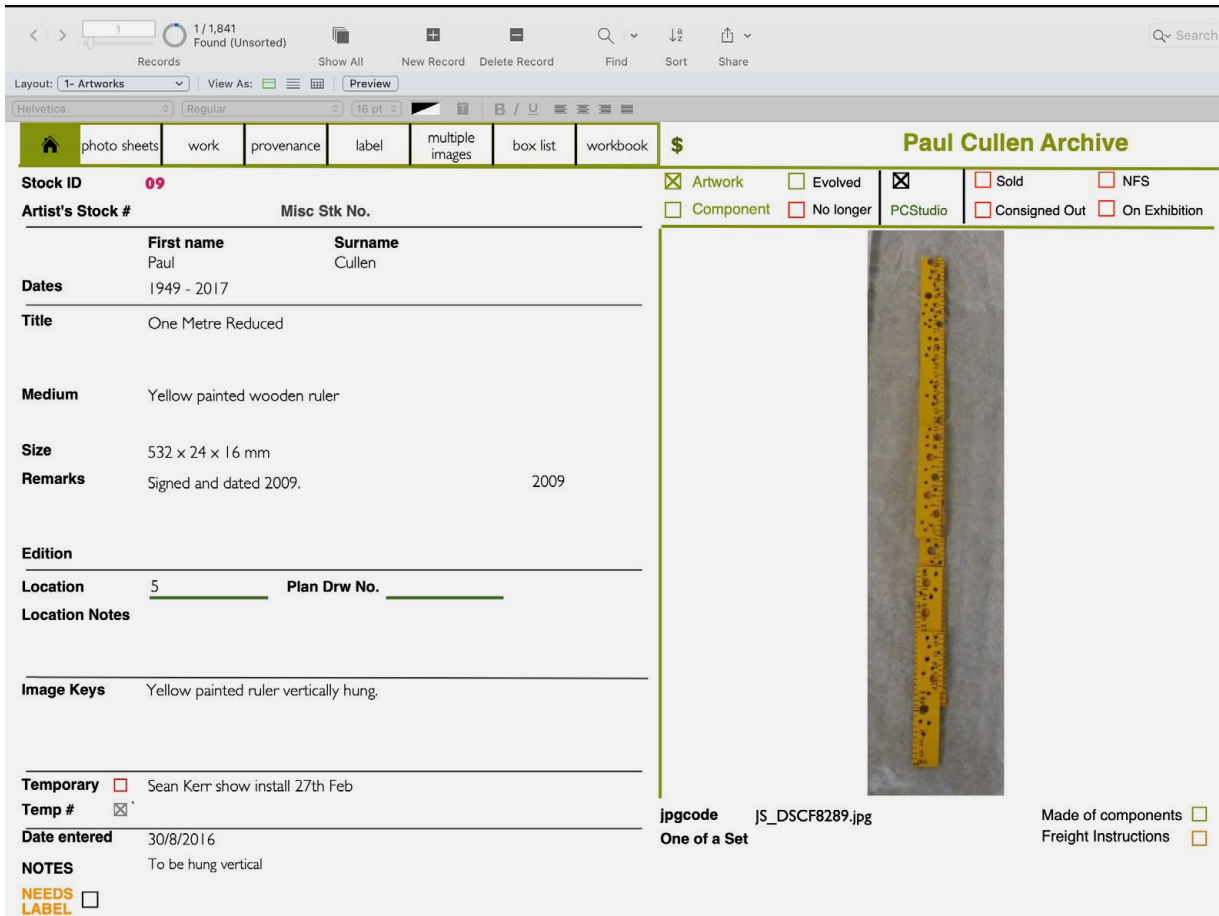 1
1 / 1,841
Found (Unsorted)
Records
Show All
New Record
Delete Record
Find
Sort
Share
Search
Layout: 1- Artworks
View As:
Preview
Helvetica
Regular
16 pt
B I U
photo sheets
work
provenance
label
multiple
images
box list
workbook
$
Paul Cullen Archive
Stock ID 09
Artist's Stock # Misc Stk No.
Artwork
Evolved
Sold
NFS
Component
No longer
PCStudio
Consigned Out
On Exhibition
First name Surname
Paul Cullen
Dates 1949 - 2017
Title One Metre Reduced
Medium Yellow painted wooden ruler
Size 532 x 24 x 16 mm
Remarks Signed and dated 2009. 2009
Edition
Location 5 Plan Drw No.
Location Notes
Image Keys Yellow painted ruler vertically hung.
Temporary Sean Kerr show install 27th Feb
Temp #
Date entered 30/8/2016
NOTES To be hung vertical
NEEDS
LABEL
jpgcode JS_DSCF8289.jpg
Made of components
One of a Set
Freight Instructions